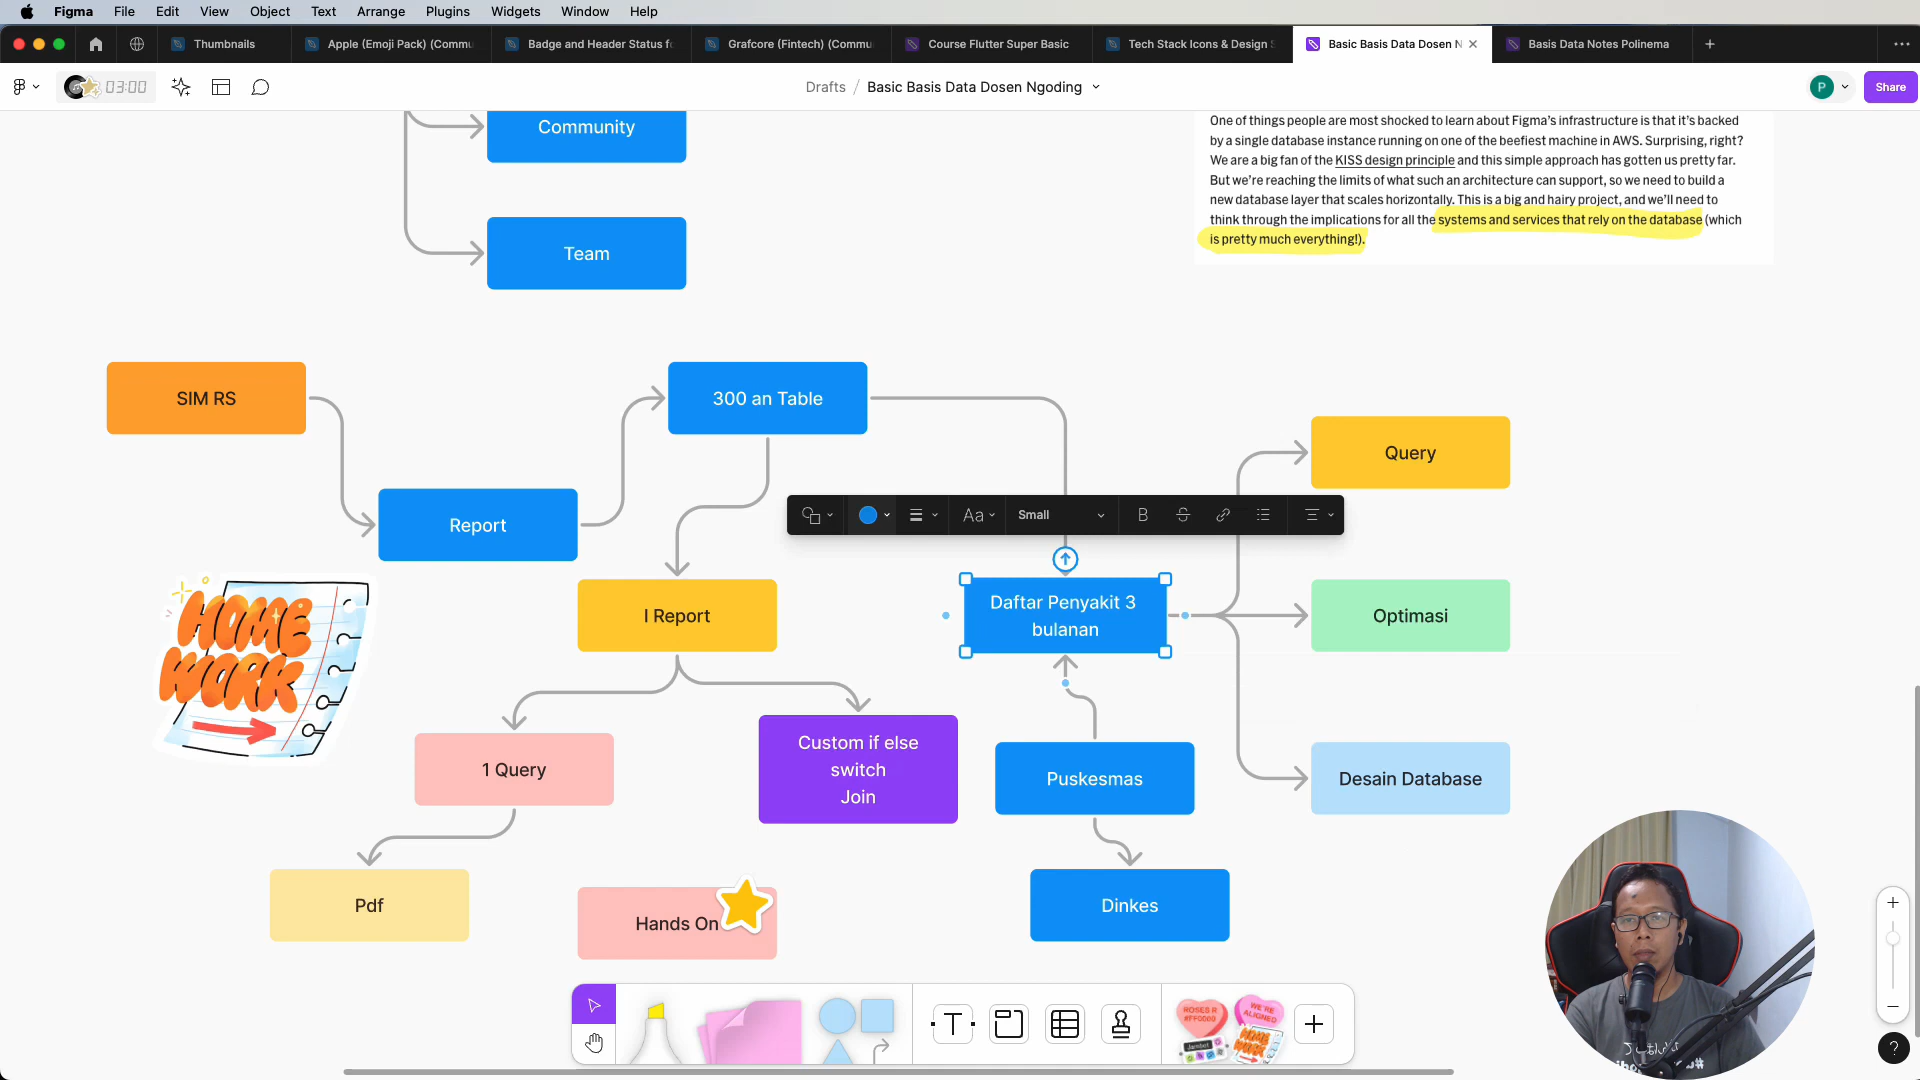 Figma File Edit View Object Text Arrange Plugins Widgets Window Help
Thumbnails Apple (Emoji Pack) (Commu Badge and Header Status fo Grafcore (Fintech) (Commu Course Flutter Super Basic Tech Stack Icons & Design S Basic Basis Data Dosen N Basis Data Notes Polinema
03:00 Drafts / Basic Basis Data Dosen Ngoding P Share
One of things people are most shocked to learn about Figma's infrastructure is that it's backed
by a single database instance running on one of the beefiest machine in AWS. Surprising, right?
We are a big fan of the KISS design principle and this simple approach has gotten us pretty far.
But we're reaching the limits of what such an architecture can support, so we need to build a
new database layer that scales horizontally. This is a big and hairy project, and we'll need to
think through the implications for all the systems and services that rely on the database (which
is pretty much everything!).
Community
Team
SIM RS
300 an Table
Query
Report
Aa Small B S
HOME
WORK
I Report
Daftar Penyakit 3
bulanan
Optimasi
1 Query
Custom if else
switch
Join
Puskesmas
Desain Database
Pdf
Hands On
Dinkes
T
ROSES R
#FF0000
WE'RE
ALIGNED
HOME
WORK
?